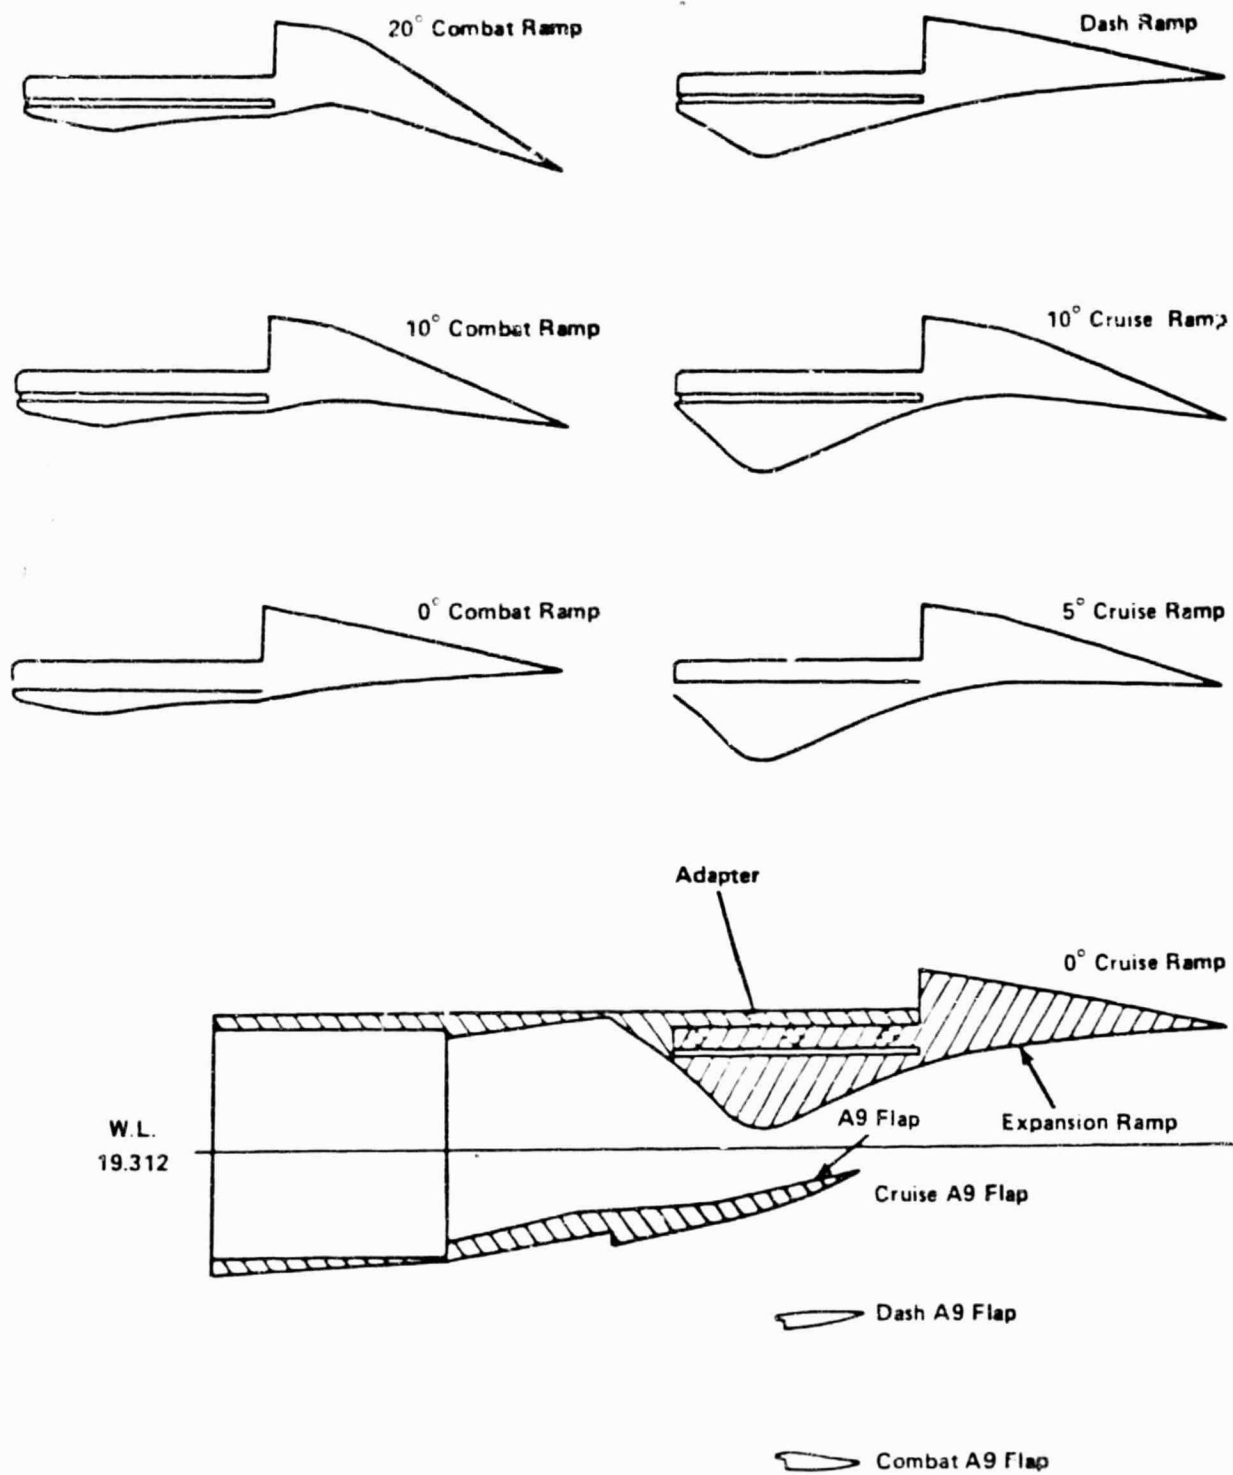 20° Combat Ramp
Dash Ramp
10° Combat Ramp
10° Cruise Ramp
0° Combat Ramp
5° Cruise Ramp
Adapter
0° Cruise Ramp
A9 Flap
Expansion Ramp
W.L.
19.312
Cruise A9 Flap
Dash A9 Flap
Combat A9 Flap